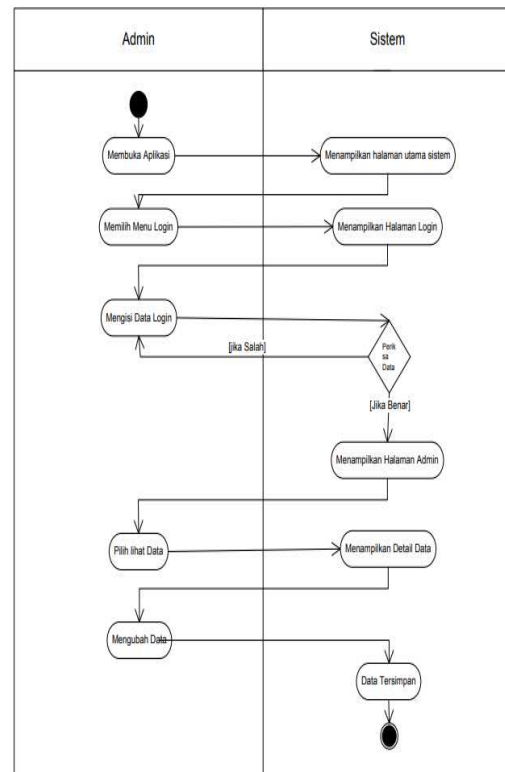 Admin
Sistem
Membuka Aplikasi
Menampilkan halaman utama sistem
Memilih Menu Login
Menampilkan Halaman Login
Mengisi Data Login
[jika Salah]
Perik
sa
Data
[Jika Benar]
Menampilkan Halaman Admin
Pilih lihat Data
Menampilkan Detail Data
Mengubah Data
Data Tersimpan